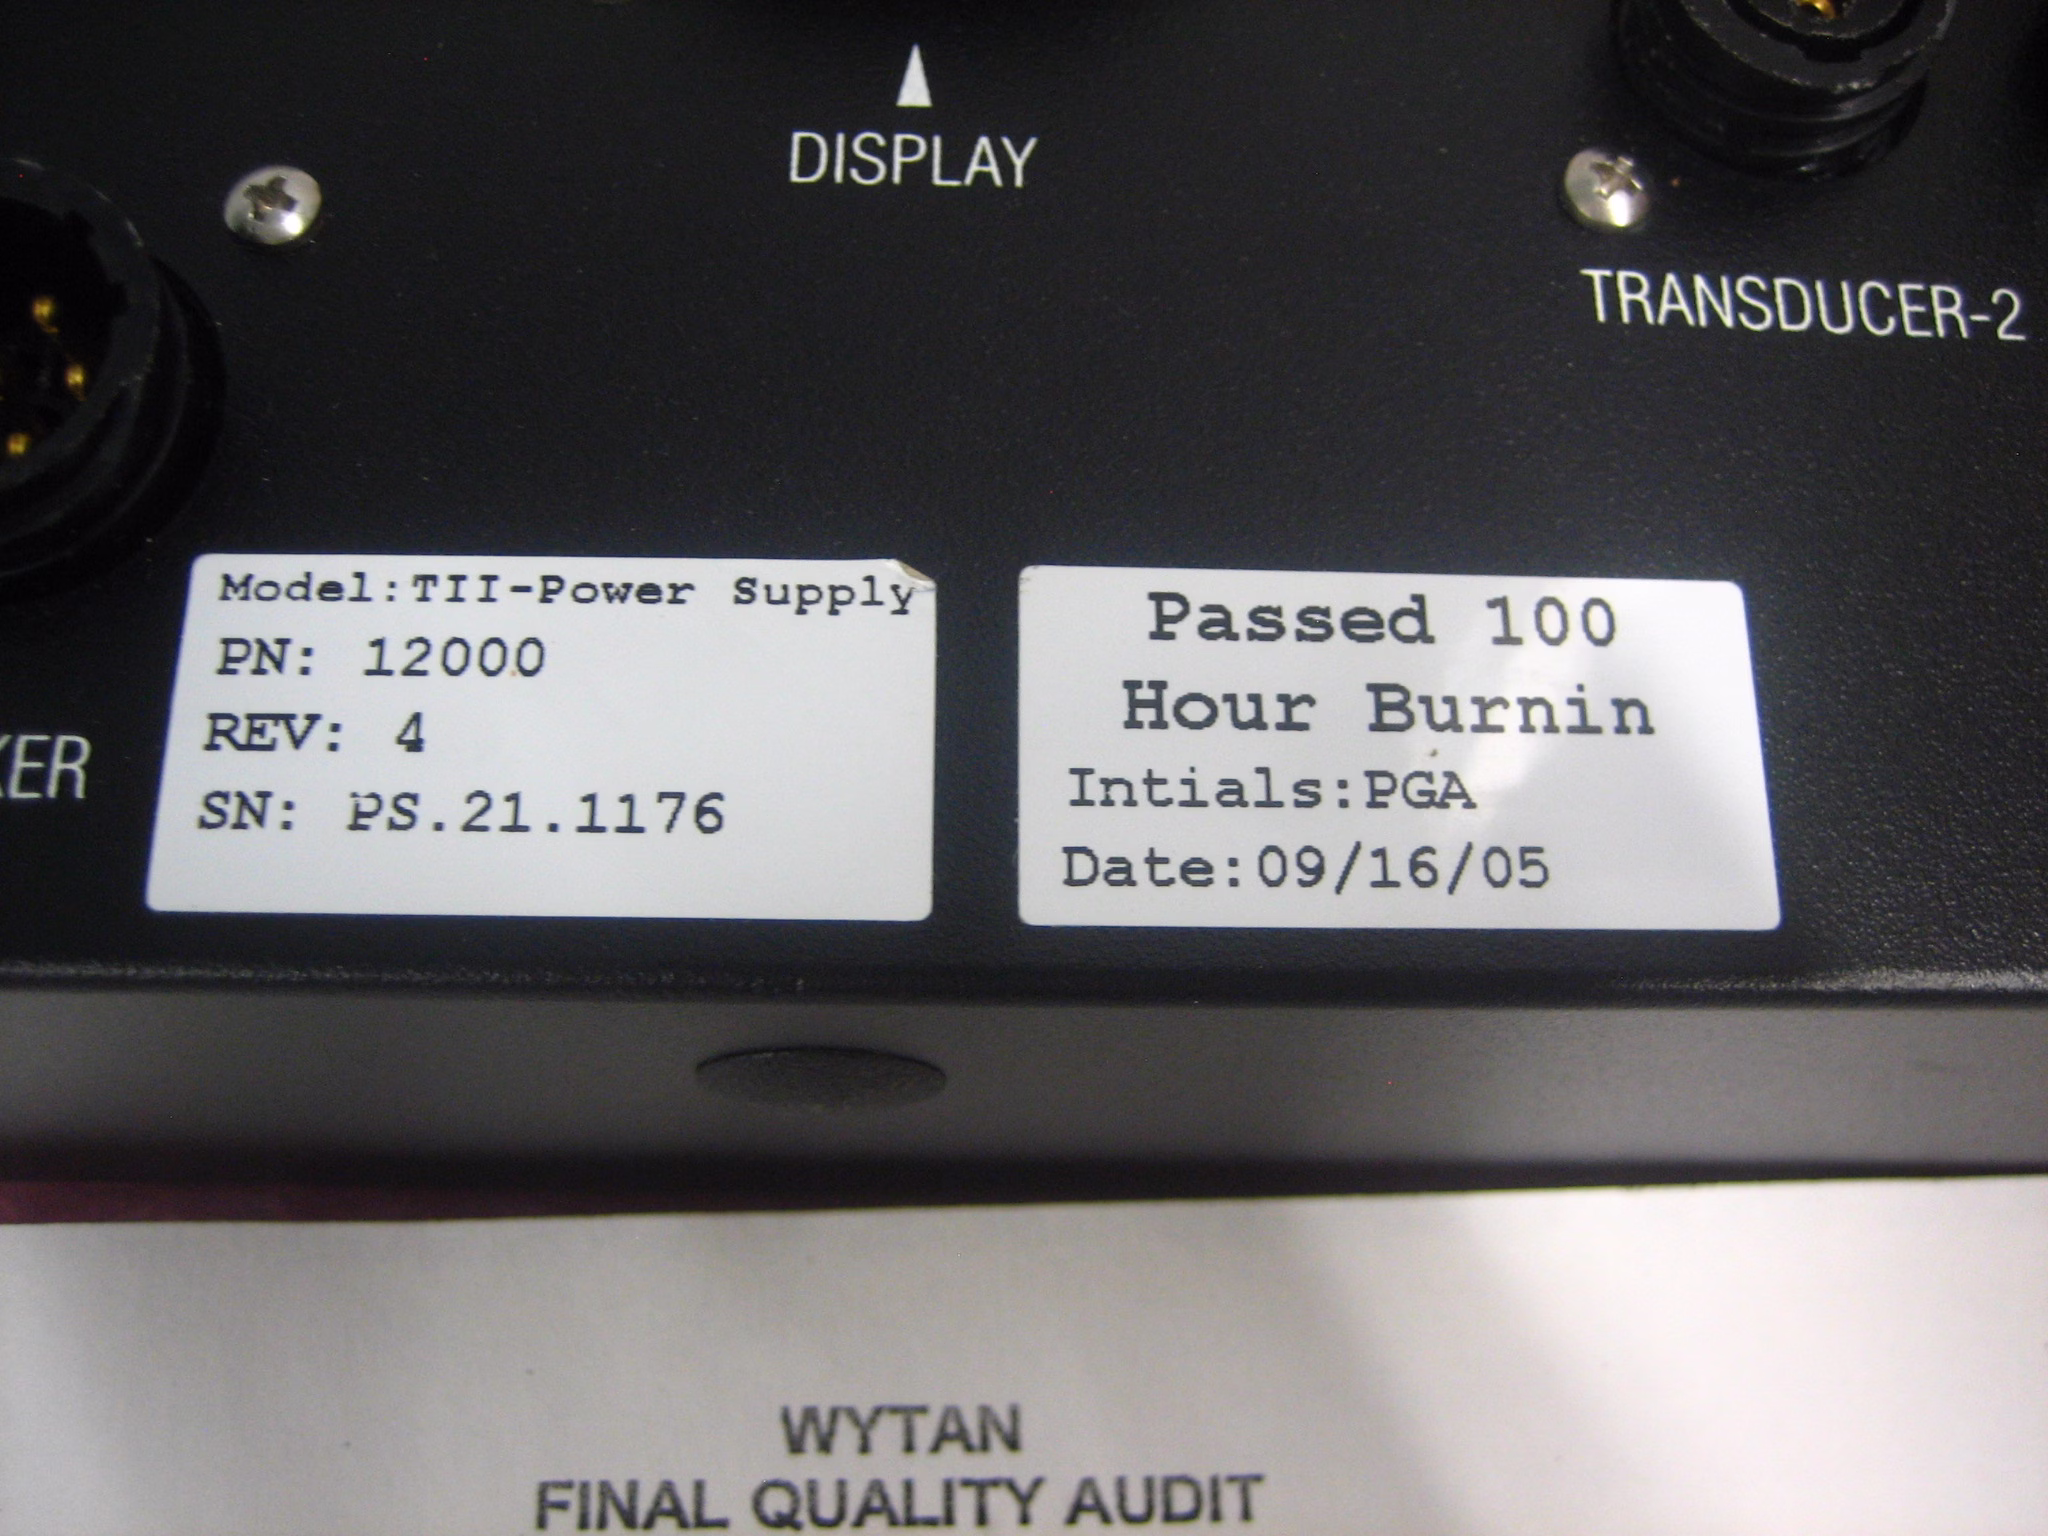 DISPLAY
TRANSDUCER-2
KER
Model:TII-Power Supply
PN: 12000
REV: 4
SN: PS.21.1176
Passed 100
Hour Burnin
Intials:PGA
Date:09/16/05
WYTAN
FINAL QUALITY AUDIT